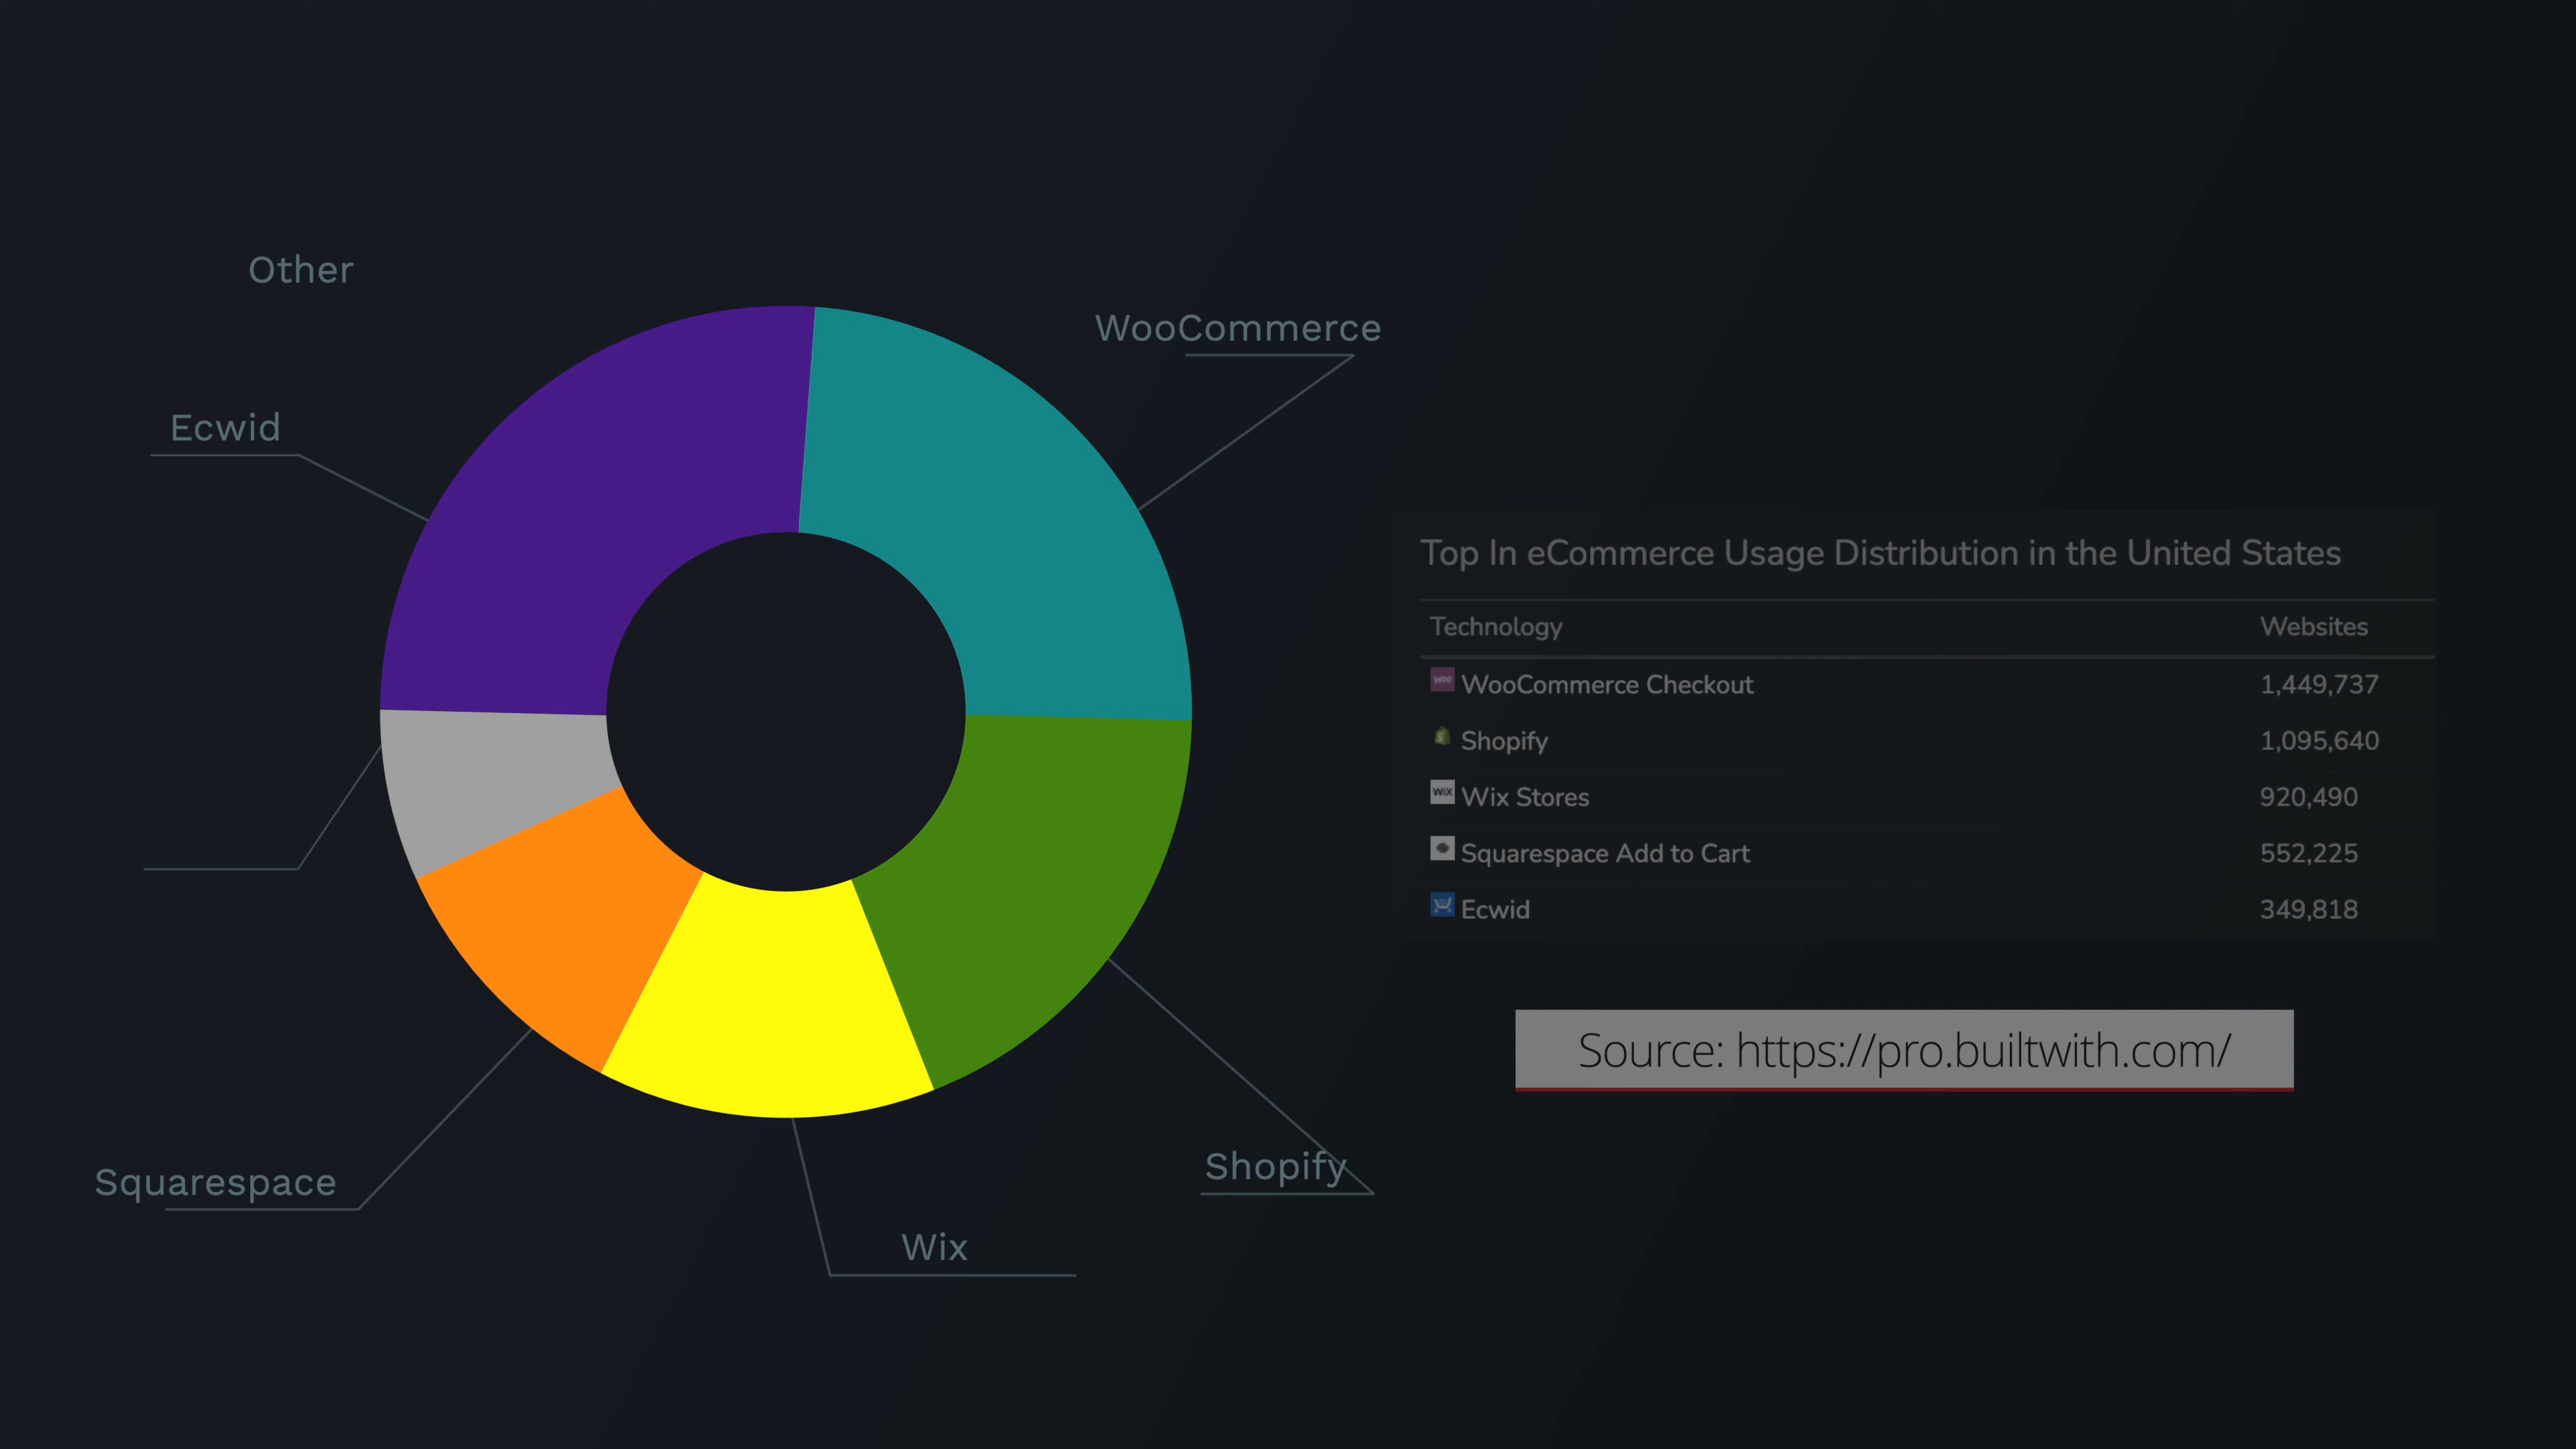 Other
WooCommerce
Ecwid
Squarespace
Wix
Shopify
Top In eCommerce Usage Distribution in the United States
Technology Websites
woo WooCommerce Checkout 1,449,737
Shopify 1,095,640
WiX Wix Stores 920,490
Squarespace Add to Cart 552,225
Ecwid 349,818
Source: https://pro.builtwith.com/